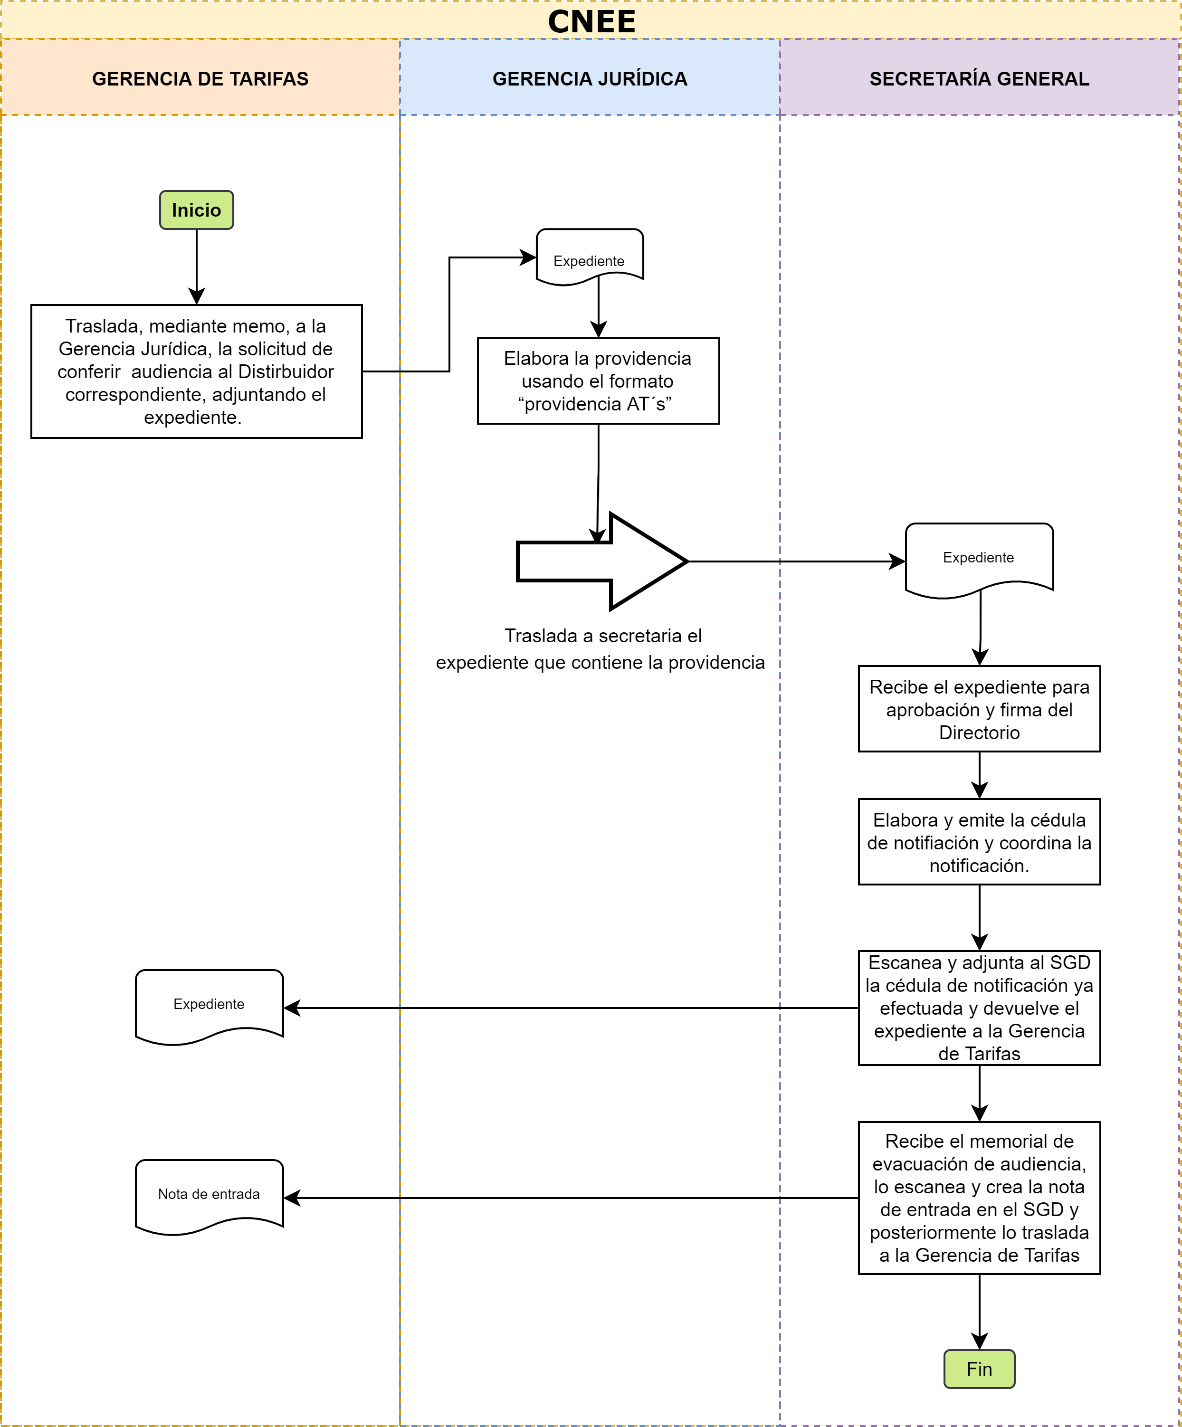 CNEE
GERENCIA DE TARIFAS
GERENCIA JURÍDICA
SECRETARÍA GENERAL
Inicio
Traslada, mediante memo, a la
Gerencia Jurídica, la solicitud de
conferir audiencia al Distirbuidor
correspondiente, adjuntando el
expediente.
Expediente
Elabora la providencia
usando el formato
“providencia AT´s”
Traslada a secretaria el
expediente que contiene la providencia
Expediente
Recibe el expediente para
aprobación y firma del
Directorio
Elabora y emite la cédula
de notifiación y coordina la
notificación.
Escanea y adjunta al SGD
la cédula de notificación ya
efectuada y devuelve el
expediente a la Gerencia
de Tarifas
Expediente
Recibe el memorial de
evacuación de audiencia,
lo escanea y crea la nota
de entrada en el SGD y
posteriormente lo traslada
a la Gerencia de Tarifas
Nota de entrada
Fin